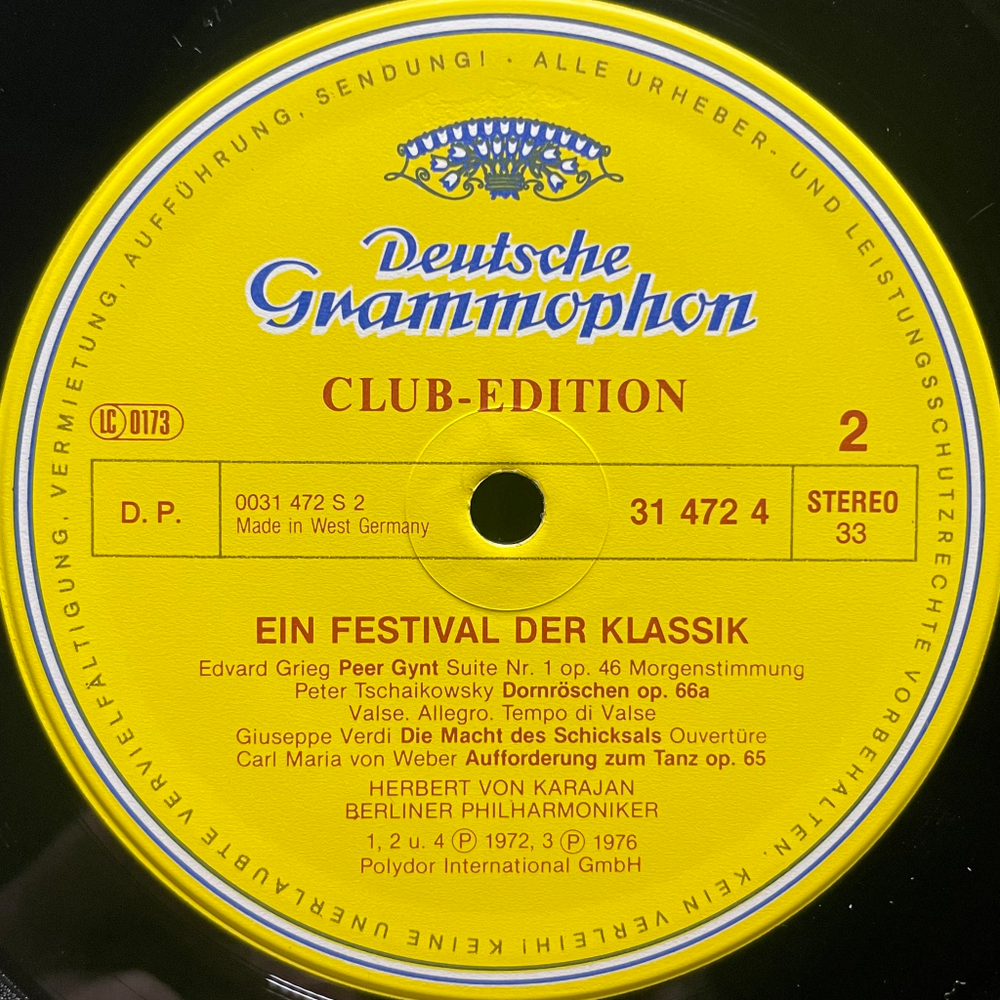 ALLE URHEBER- UND LEISTUNGSSCHUTZRECHTE VORBEHALTEN. KEIN VERLEIH! KEINE UNERLAUBTE VERVIELFÄLTIGUNG, VERMIETUNG, AUFFÜHRUNG, SENDUNG! ·
Deutsche
Grammophon
CLUB-EDITION
LC 0173
2
D. P.
0031 472 S 2
Made in West Germany
31 472 4
STEREO
33
EIN FESTIVAL DER KLASSIK
Edvard Grieg Peer Gynt Suite Nr. 1 op. 46 Morgenstimmung
Peter Tschaikowsky Dornröschen op. 66a
Valse. Allegro. Tempo di Valse
Giuseppe Verdi Die Macht des Schicksals Ouvertüre
Carl Maria von Weber Aufforderung zum Tanz op. 65
HERBERT VON KARAJAN
BERLINER PHILHARMONIKER
1, 2 u. 4 Ⓟ 1972, 3 Ⓟ 1976
Polydor International GmbH